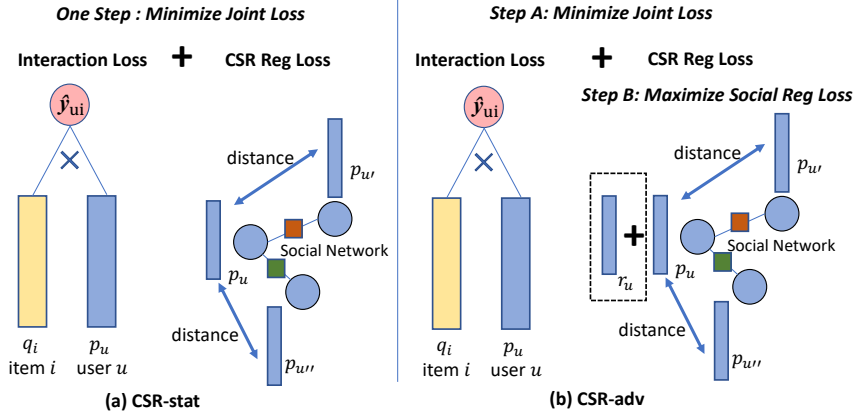 One Step : Minimize Joint Loss
Interaction Loss + CSR Reg Loss
ŷui
×
distance
pu′
Social Network
pu
distance
pu′′
qi
item i
pu
user u
(a) CSR-stat
Step A: Minimize Joint Loss
Interaction Loss + CSR Reg Loss
Step B: Maximize Social Reg Loss
ŷui
×
distance
pu′
+
Social Network
ru
pu
distance
pu′′
qi
item i
pu
user u
(b) CSR-adv